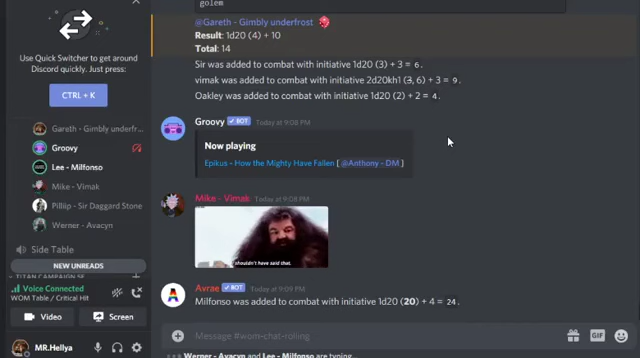 golem
@Gareth - Gimbly underfrost
Result: 1d20 (4) + 10
Total: 14
Sir was added to combat with initiative 1d20 (3) + 3 = 6.
vimak was added to combat with initiative 2d20kh1 (3, 6) + 3 = 9.
Oakley was added to combat with initiative 1d20 (2) + 2 = 4.
Groovy BOT Today at 9:08 PM
Now playing
Epikus - How the Mighty Have Fallen [ @Anthony - DM ]
Mike - Vimak Today at 9:08 PM
shouldn't have said that.
Avrae BOT Today at 9:09 PM
Milfonso was added to combat with initiative 1d20 (20) + 4 = 24.
Message #wom-chat-rolling
GIF
Werner - Avacyn and Lee - Milfonso are typing...
Use Quick Switcher to get around
Discord quickly. Just press:
CTRL + K
Gareth - Gimbly underfr...
Groovy
Lee - Milfonso
Mike - Vimak
Pilliip - Sir Daggard Stone
Werner - Avacyn
Side Table
NEW UNREADS
Voice Connected
WOM Table / Critical Hit
Video
Screen
MR.Hellya